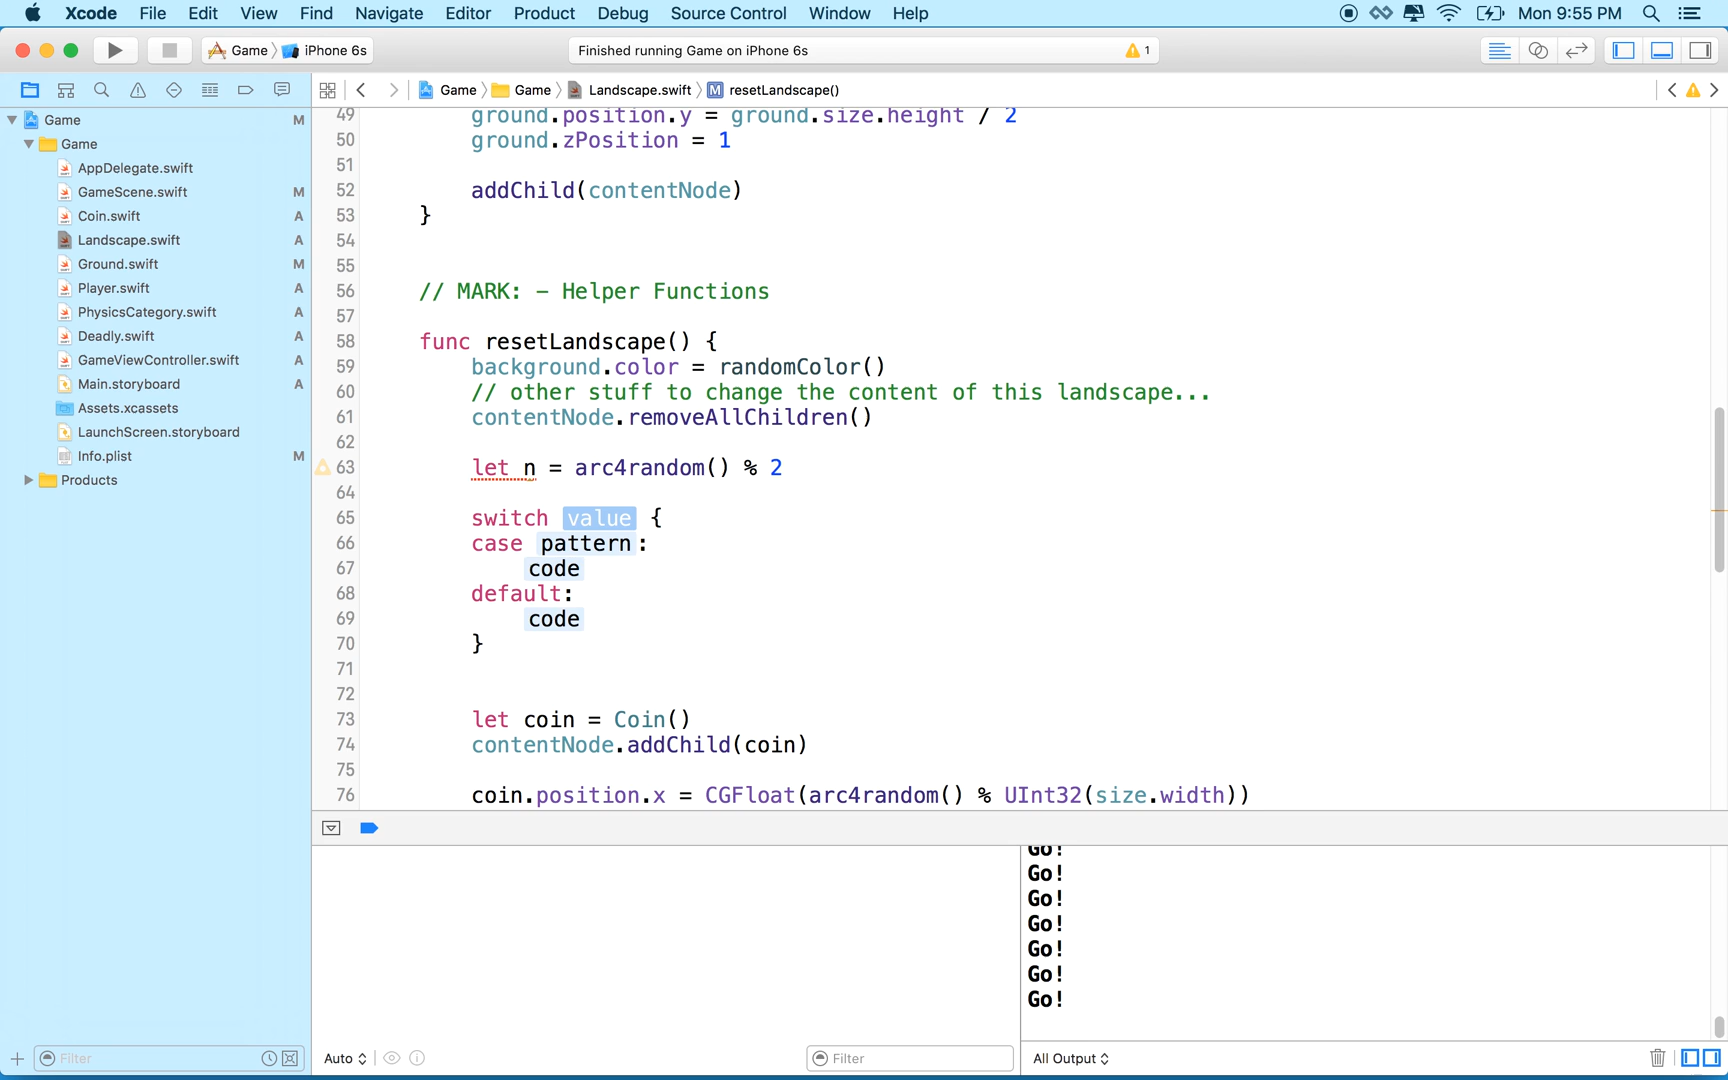 Xcode File Edit View Find Navigate Editor Product Debug Source Control Window Help Mon 9:55 PM
Game iPhone 6s Finished running Game on iPhone 6s 1
Game Game Landscape.swift M resetLandscape()
Game M
Game
AppDelegate.swift
GameScene.swift M
Coin.swift A
Landscape.swift A
Ground.swift M
Player.swift A
PhysicsCategory.swift A
Deadly.swift A
GameViewController.swift A
Main.storyboard A
Assets.xcassets
LaunchScreen.storyboard
Info.plist M
Products
Filter
49 ground.position.y = ground.size.height / 2
50 ground.zPosition = 1
51
52 addChild(contentNode)
53 }
54
55
56 // MARK: - Helper Functions
57
58 func resetLandscape() {
59 background.color = randomColor()
60 // other stuff to change the content of this landscape...
61 contentNode.removeAllChildren()
62
63 let n = arc4random() % 2
64
65 switch value {
66 case pattern:
67 code
68 default:
69 code
70 }
71
72
73 let coin = Coin()
74 contentNode.addChild(coin)
75
76 coin.position.x = CGFloat(arc4random() % UInt32(size.width))
Go!
Go!
Go!
Go!
Go!
Go!
Go!
Auto Filter All Output